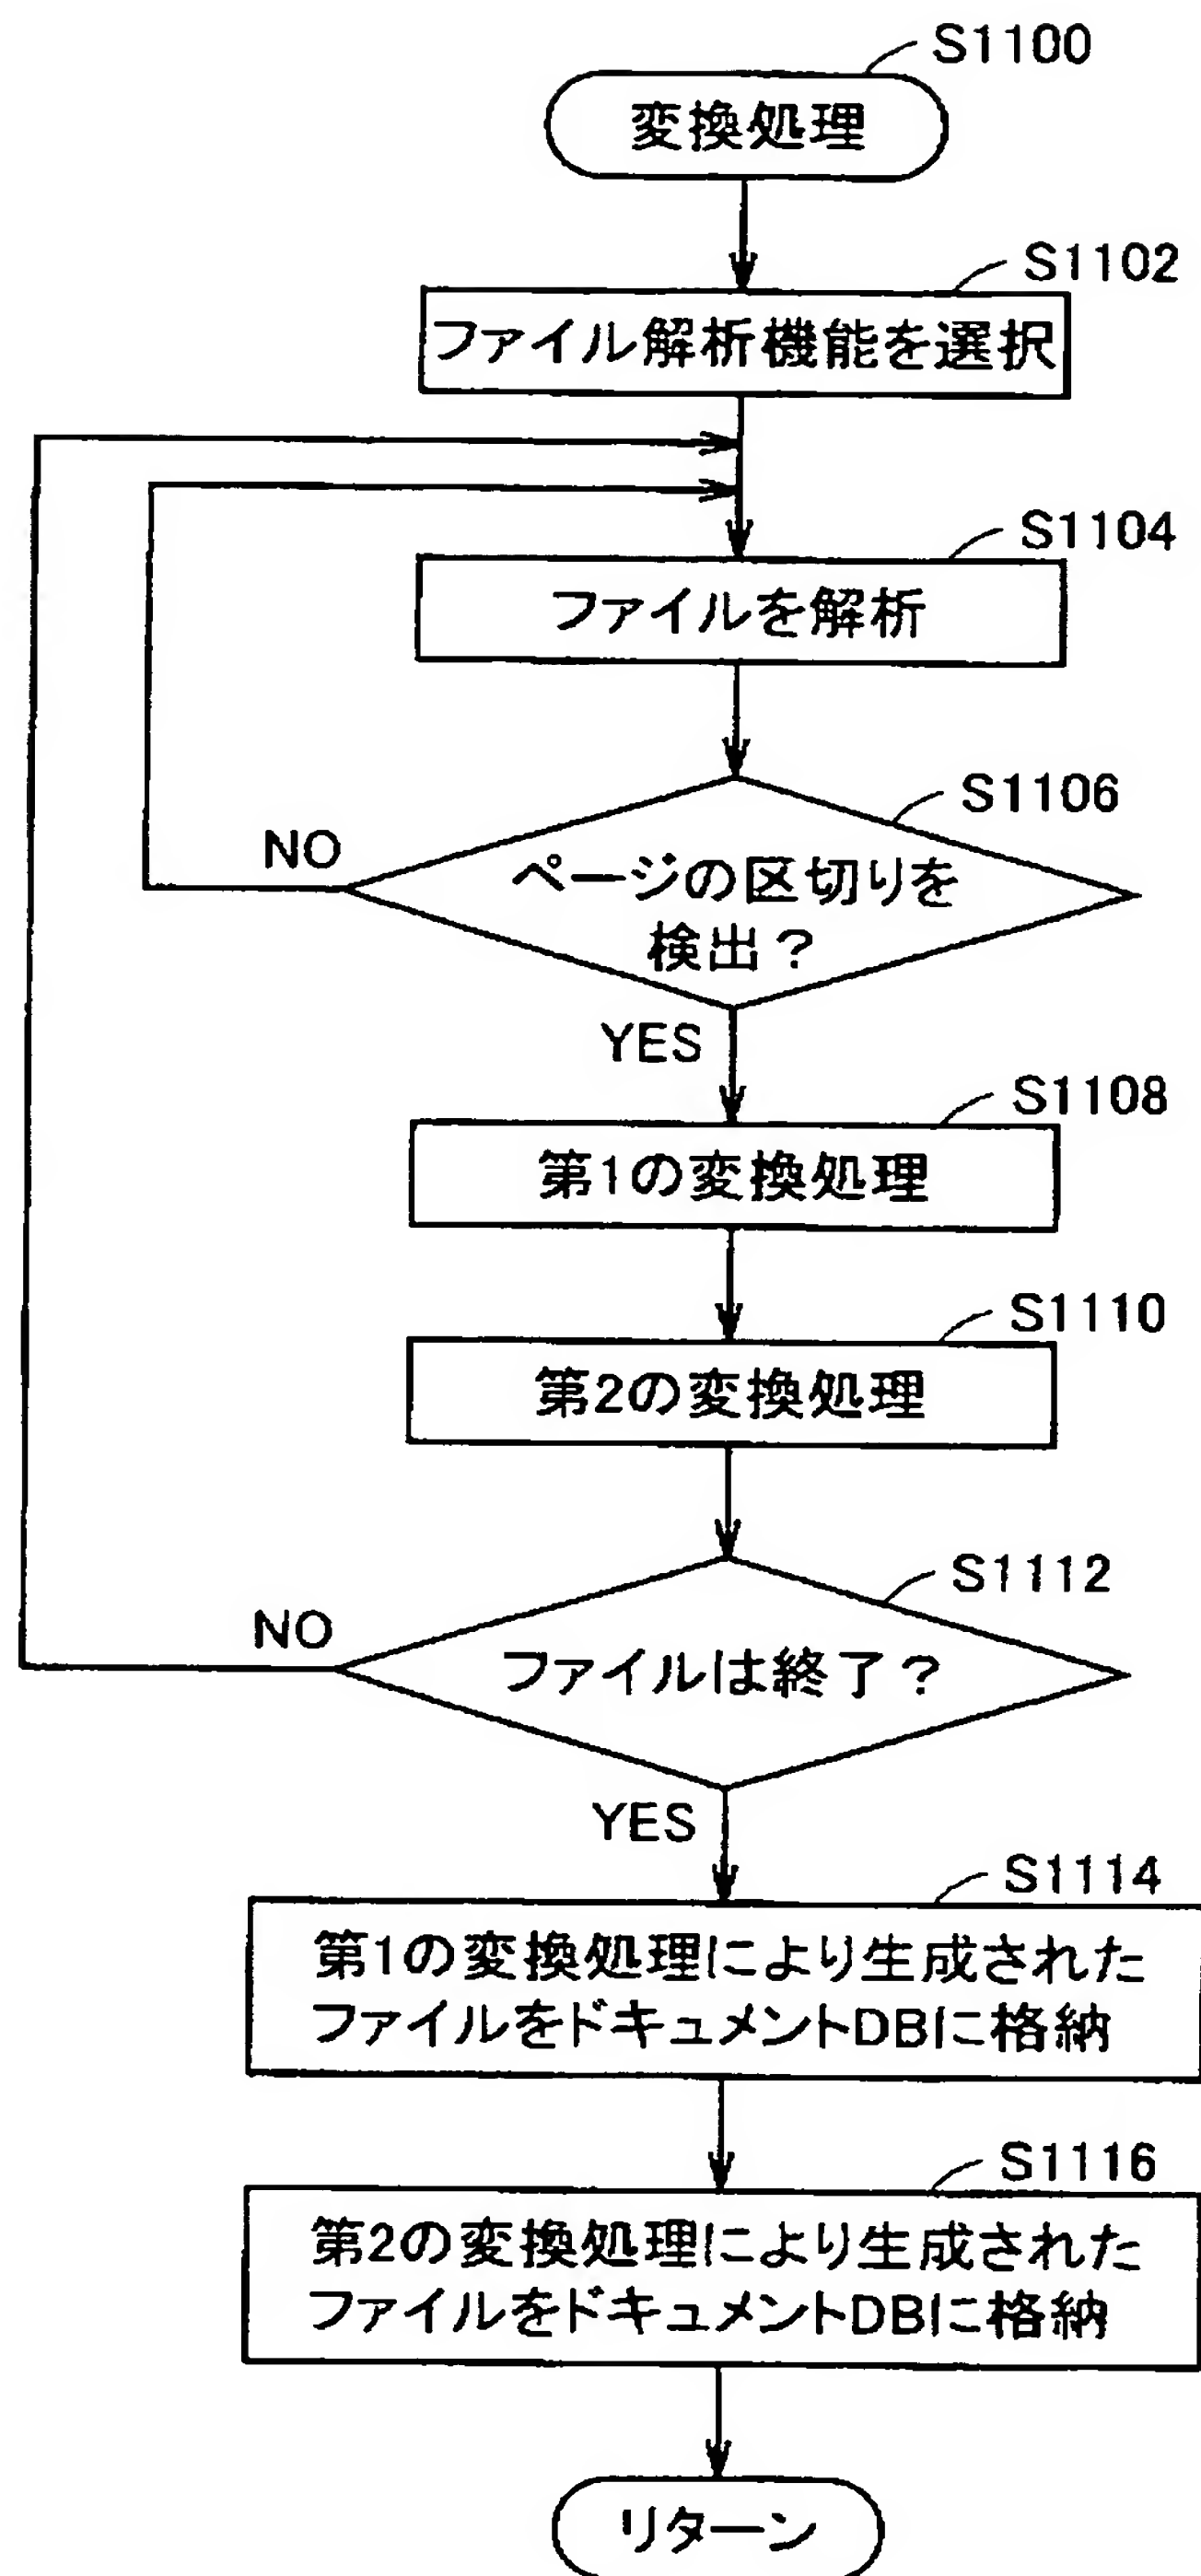 S1100
変換処理
S1102
ファイル解析機能を選択
S1104
ファイルを解析
S1106
NO
ページの区切りを
検出?
YES
S1108
第1の変換処理
S1110
第2の変換処理
S1112
NO
ファイルは終了?
YES
S1114
第1の変換処理により生成された
ファイルをドキュメントDBに格納
S1116
第2の変換処理により生成された
ファイルをドキュメントDBに格納
リターン